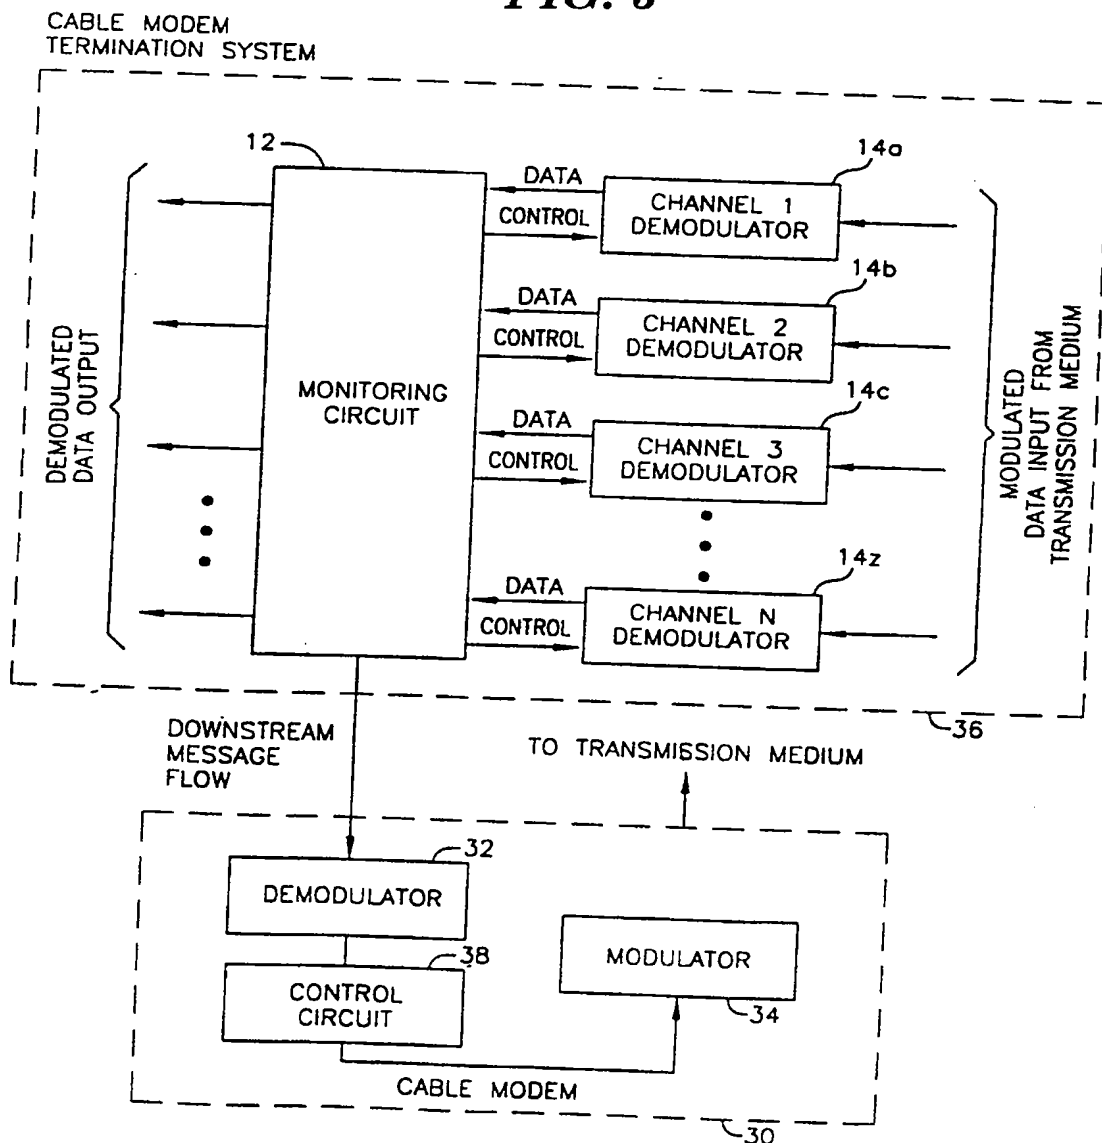 CABLE MODEM
TERMINATION SYSTEM
12
14a
DATA
CONTROL
CHANNEL 1
DEMODULATOR
14b
DATA
CONTROL
CHANNEL 2
DEMODULATOR
14c
DATA
CONTROL
CHANNEL 3
DEMODULATOR
14z
DATA
CONTROL
CHANNEL N
DEMODULATOR
MONITORING
CIRCUIT
DEMODULATED
DATA OUTPUT
MODULATED
DATA INPUT FROM
TRANSMISSION MEDIUM
36
DOWNSTREAM
MESSAGE
FLOW
TO TRANSMISSION MEDIUM
32
DEMODULATOR
38
CONTROL
CIRCUIT
MODULATOR
34
CABLE MODEM
30